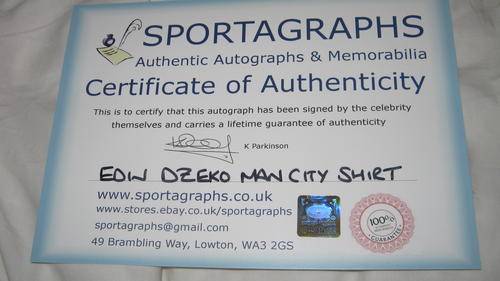 SPORTAGRAPHS
Authentic Autographs & Memorabilia
Certificate of Authenticity
This is to certify that this autograph has been signed by the celebrity
themselves and carries a lifetime guarantee of authenticity
K Parkinson
EDIN DZEKO MAN CITY SHIRT
www.sportagraphs.co.uk
www.stores.ebay.co.uk/sportagraphs
sportagraphs@gmail.com
49 Brambling Way, Lowton, WA3 2GS
100%
GUARANTEE